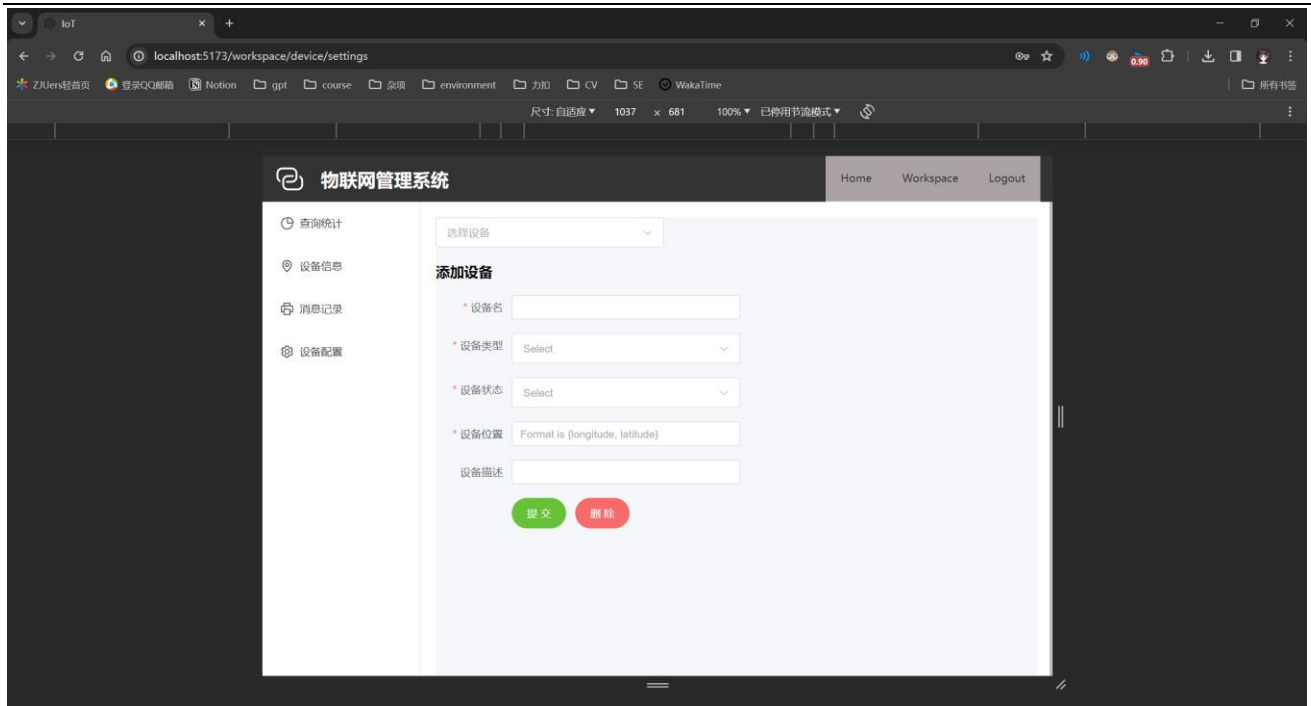 IoT
localhost:5173/workspace/device/settings
0.90
ZJUers轻首页 登录QQ邮箱 Notion gpt course 杂项 environment 力扣 CV SE WakaTime 所有书签
尺寸: 自适应 1037 × 681 100% 已停用节流模式
物联网管理系统 Home Workspace Logout
查询统计
设备信息
消息记录
设备配置
选择设备
添加设备
* 设备名
* 设备类型 Select
* 设备状态 Select
* 设备位置 Format is {longitude, latitude}
设备描述
提交 删除